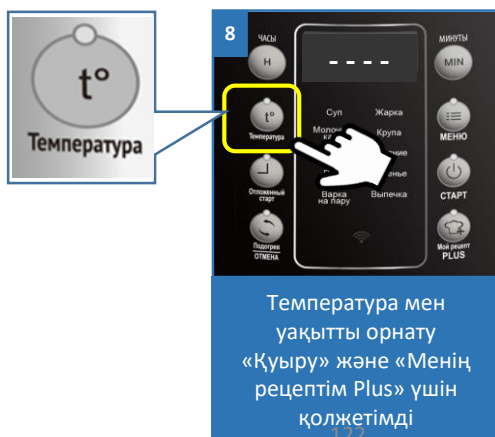 t°
Температура
8
ЧАСЫ
H
- - - -
МИНУТЫ
MIN
t°
Температура
Суп
Жарка
Крупа
МЕНЮ
Отложенный
старт
Варка
на пару
Выпечка
СТАРТ
Подогрев
ОТМЕНА
Мой рецепт
PLUS
Температура мен
уақытты орнату
«Қуыру» және «Менің
рецептім Plus» үшін
қолжетімді
122